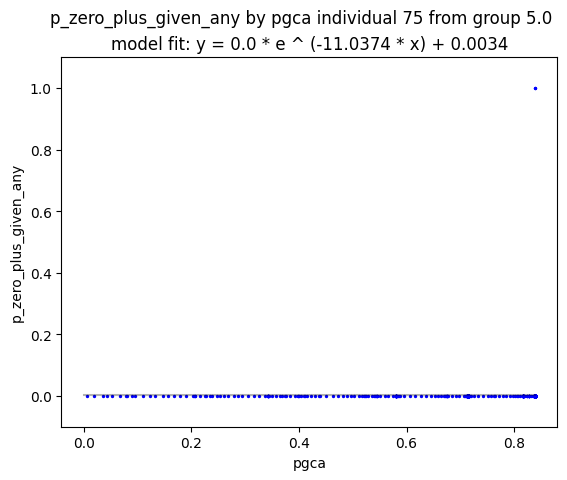 p_zero_plus_given_any by pgca individual 75 from group 5.0
model fit: y = 0.0 * e ^ (-11.0374 * x) + 0.0034
1.0
0.8
0.6
0.4
0.2
0.0
p_zero_plus_given_any
0.0 0.2 0.4 0.6 0.8
pgca